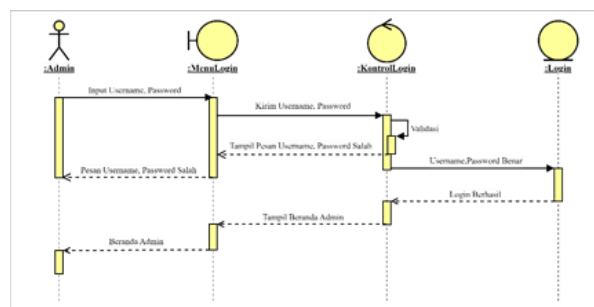 :Admin
:MenuLogin
:KontrolLogin
:Login
Input Username, Password
Kirim Username, Password
Validasi
Tampil Pesan Username, Password Salah
Username,Password Benar
Pesan Username, Password Salah
Login Berhasil
Tampil Beranda Admin
Beranda Admin